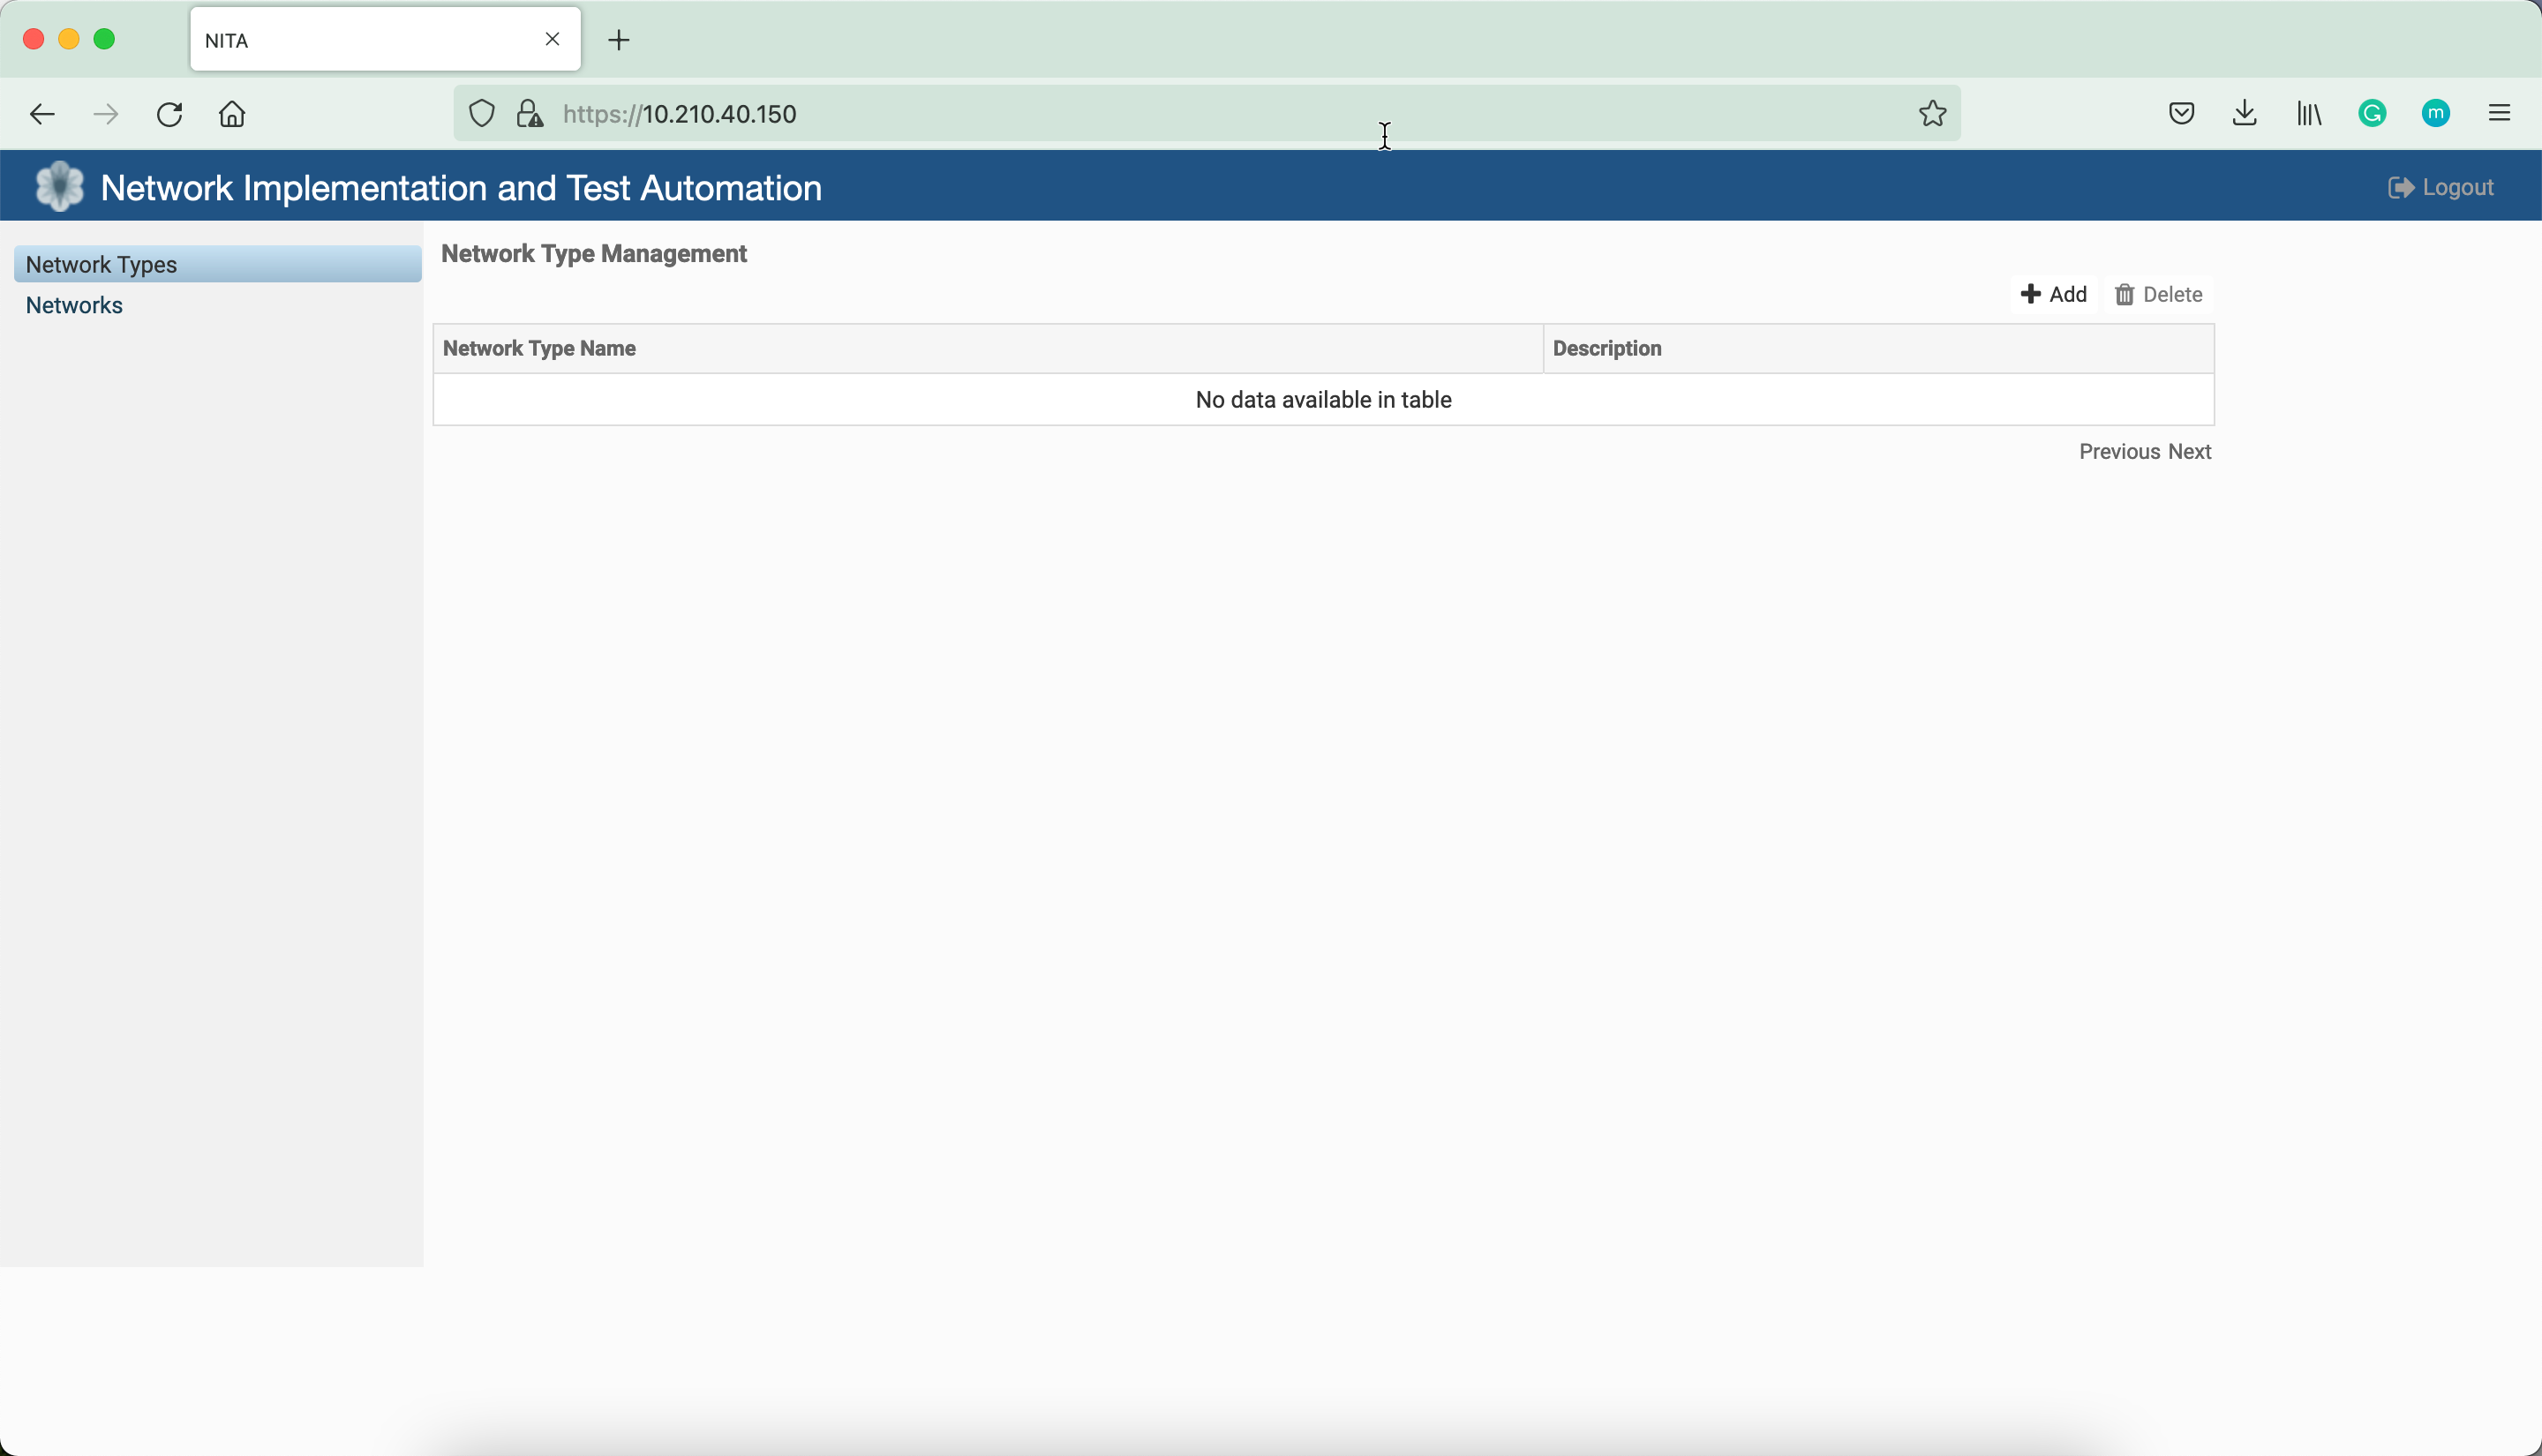 NITA
https://10.210.40.150
m
Network Implementation and Test Automation
Logout
Network Types
Networks
Network Type Management
Add Delete
Network Type Name Description
No data available in table
Previous Next